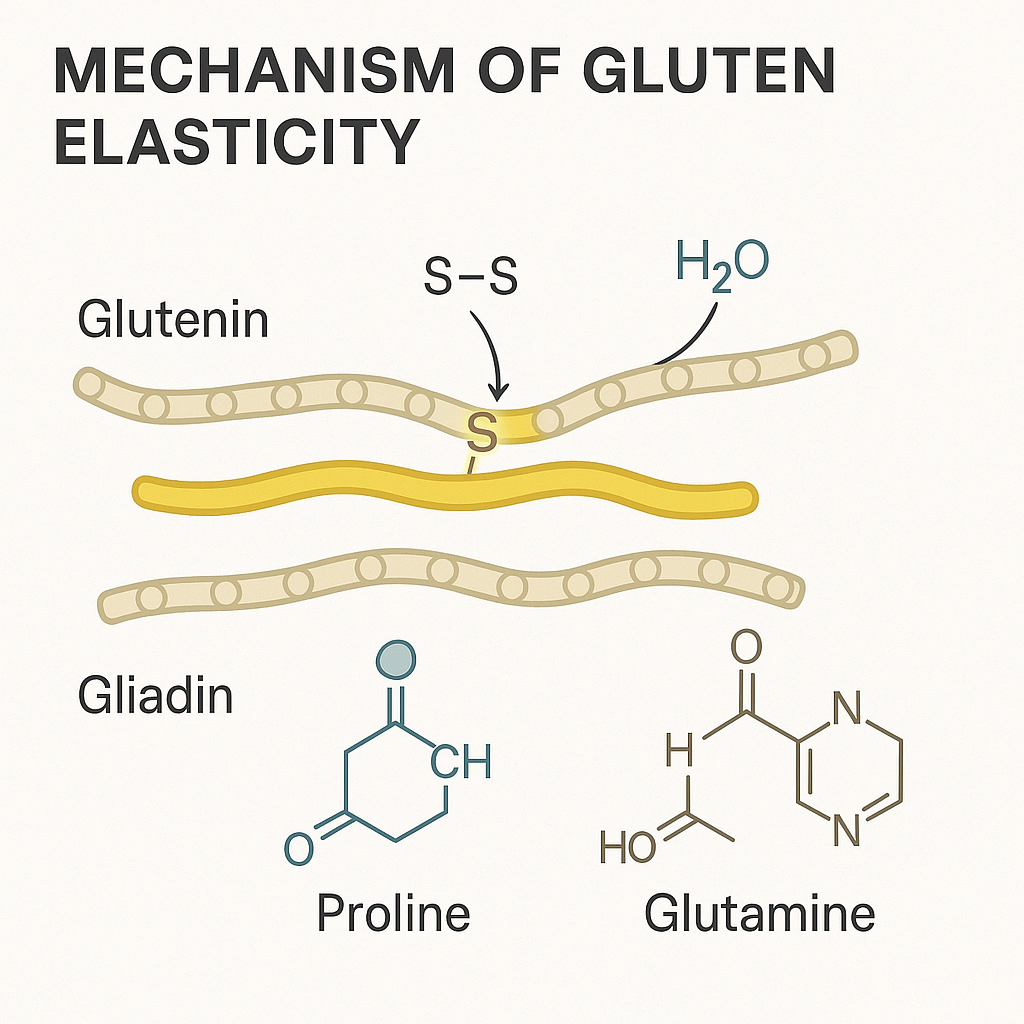 MECHANISM OF GLUTEN
ELASTICITY
S–S
H₂O
Glutenin
S
Gliadin
O
CH
O
Proline
O
N
H
N
HO
Glutamine